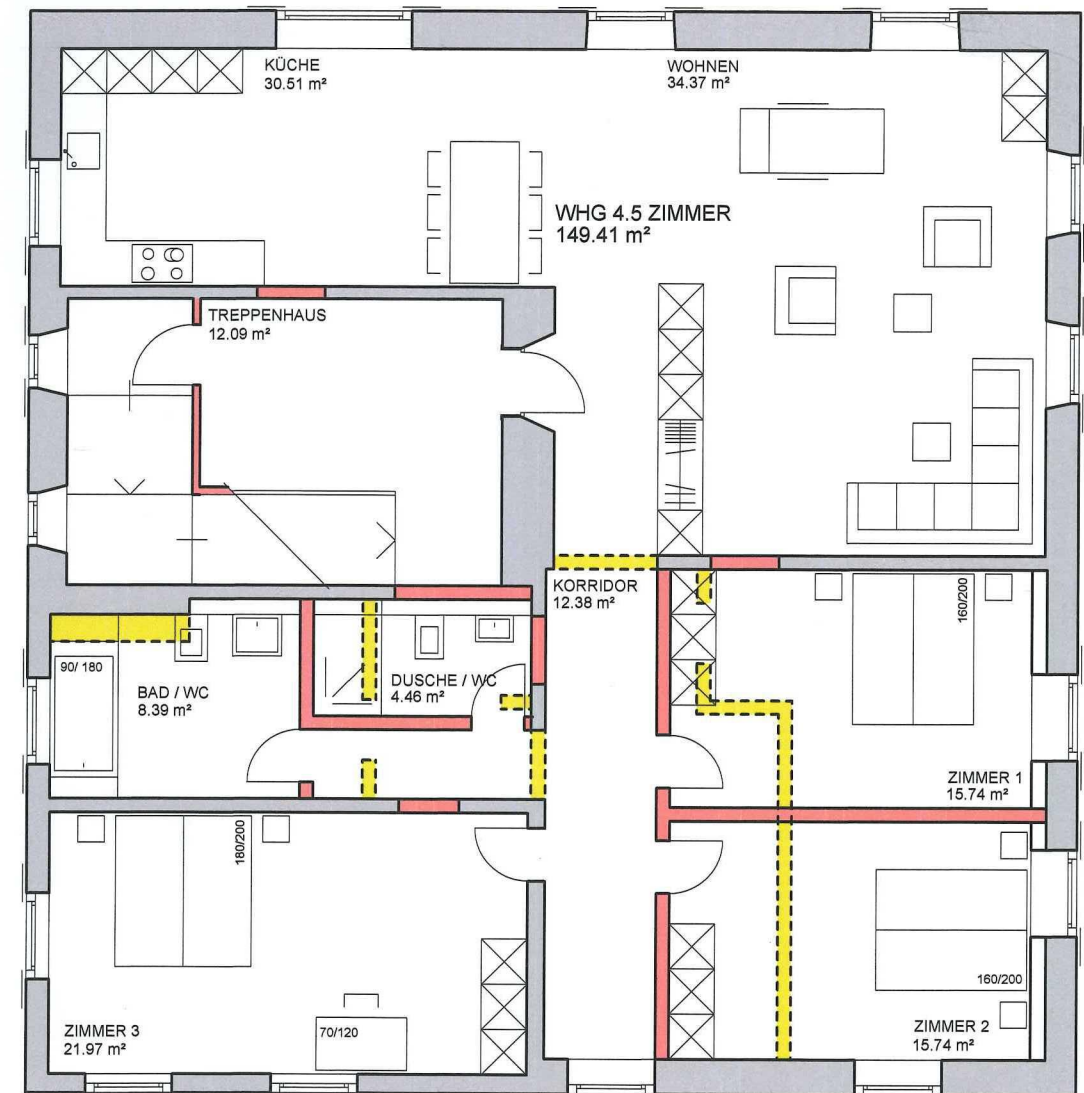 KÜCHE
30.51 m²
WOHNEN
34.37 m²
WHG 4.5 ZIMMER
149.41 m²
TREPPENHAUS
12.09 m²
KORRIDOR
12.38 m²
160/200
90/ 180
BAD / WC
8.39 m²
DUSCHE / WC
4.46 m²
ZIMMER 1
15.74 m²
180/200
160/200
ZIMMER 3
21.97 m²
70/120
ZIMMER 2
15.74 m²